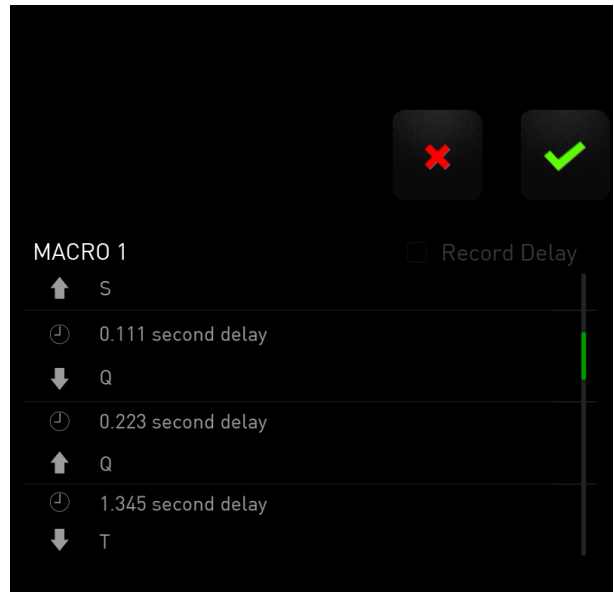 MACRO 1
Record Delay
S
0.111 second delay
Q
0.223 second delay
Q
1.345 second delay
T